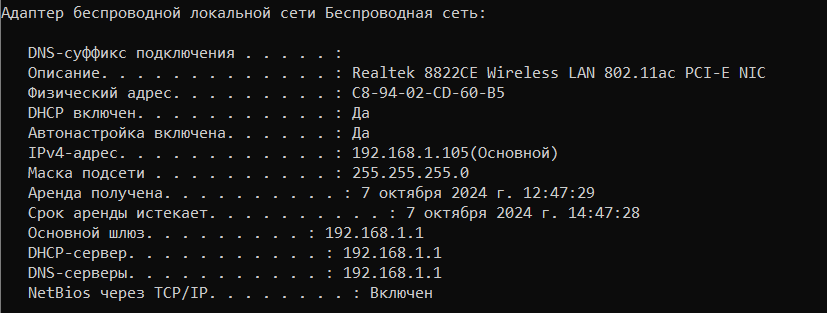 Адаптер беспроводной локальной сети Беспроводная сеть:
DNS-суффикс подключения . . . . . :
Описание. . . . . . . . . . . . . : Realtek 8822CE Wireless LAN 802.11ac PCI-E NIC
Физический адрес. . . . . . . . . : C8-94-02-CD-60-B5
DHCP включен. . . . . . . . . . . : Да
Автонастройка включена. . . . . . : Да
IPv4-адрес. . . . . . . . . . . . : 192.168.1.105(Основной)
Маска подсети . . . . . . . . . . : 255.255.255.0
Аренда получена. . . . . . . . . . : 7 октября 2024 г. 12:47:29
Срок аренды истекает. . . . . . . . . . : 7 октября 2024 г. 14:47:28
Основной шлюз. . . . . . . . . : 192.168.1.1
DHCP-сервер. . . . . . . . . . . : 192.168.1.1
DNS-серверы. . . . . . . . . . . : 192.168.1.1
NetBios через TCP/IP. . . . . . . . : Включен